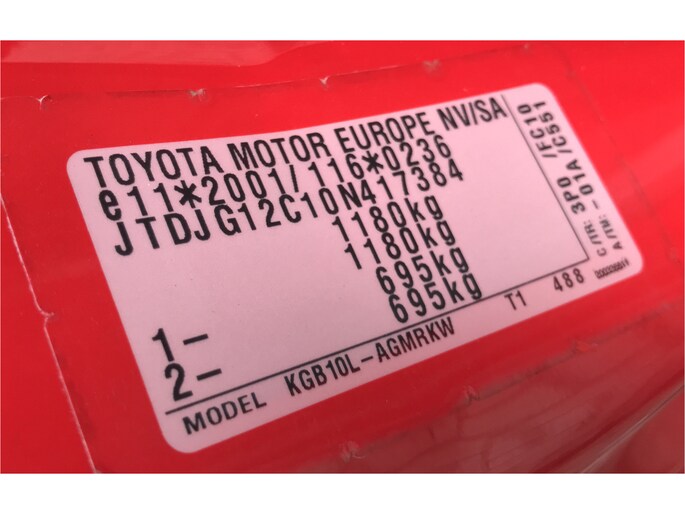 TOYOTA MOTOR EUROPE NV/SA
e11*2001/116*0236
JTDJG12C10N417384
1180kg
1180kg
1- 695kg
2- 695kg
MODEL KGB10L-AGMRKW T1 488
C/TR: 3P0 /FC10
A/TM: -01A/C551